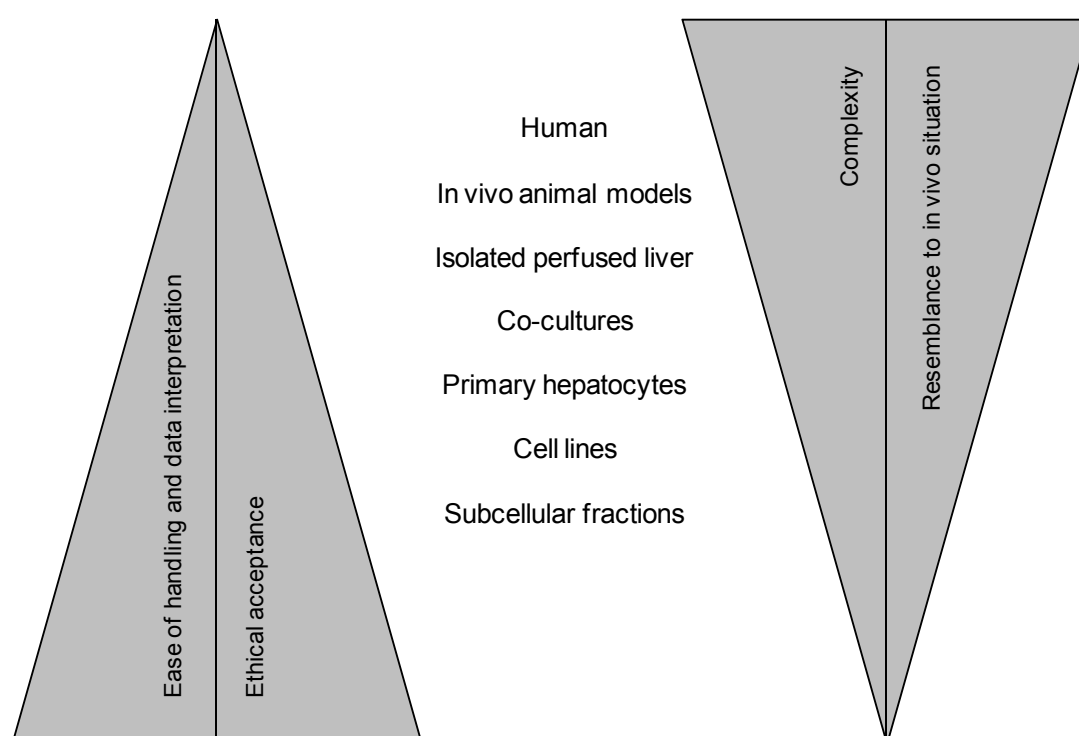 Ease of handling and data interpretation
Ethical acceptance
Human
In vivo animal models
Isolated perfused liver
Co-cultures
Primary hepatocytes
Cell lines
Subcellular fractions
Complexity
Resemblance to in vivo situation